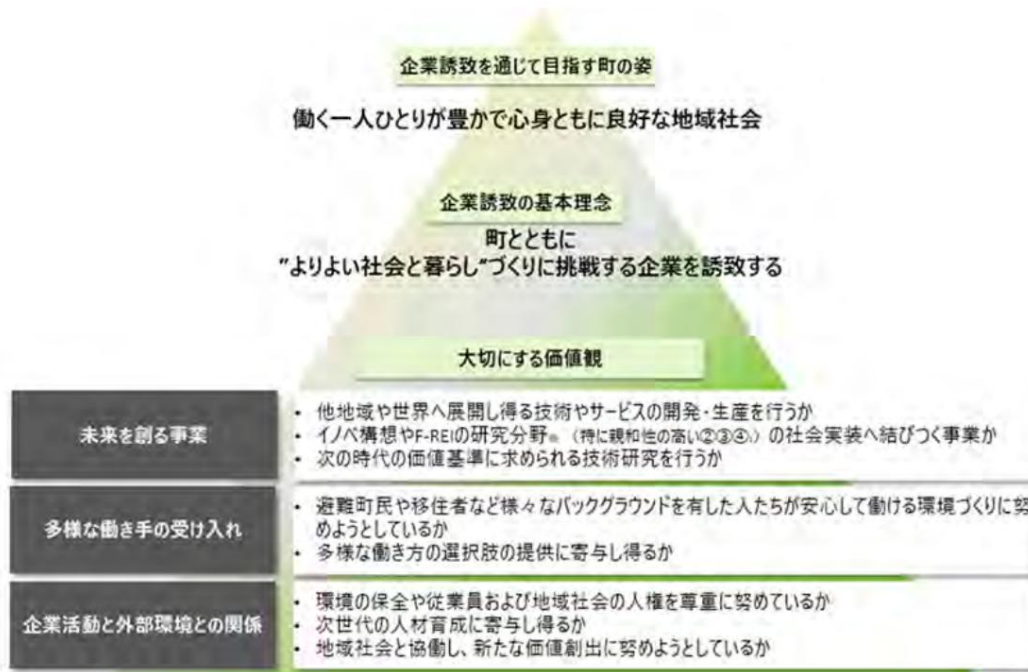 企業誘致を通じて目指す町の姿
働く一人ひとりが豊かで心身ともに良好な地域社会
企業誘致の基本理念
町とともに
"よりよい社会と暮らし"づくりに挑戦する企業を誘致する
大切にする価値観
未来を創る事業
・ 他地域や世界へ展開し得る技術やサービスの開発・生産を行うか
・ イノベ構想やF-REIの研究分野※（特に親和性の高い②③④）の社会実装へ結びつく事業か
・ 次の時代の価値基準に求められる技術研究を行うか
多様な働き手の受け入れ
・ 避難町民や移住者など様々なバックグラウンドを有した人たちが安心して働ける環境づくりに努
めようとしているか
・ 多様な働き方の選択肢の提供に寄与し得るか
企業活動と外部環境との関係
・ 環境の保全や従業員および地域社会の人権を尊重に努めているか
・ 次世代の人材育成に寄与し得るか
・ 地域社会と協働し、新たな価値創出に努めようとしているか